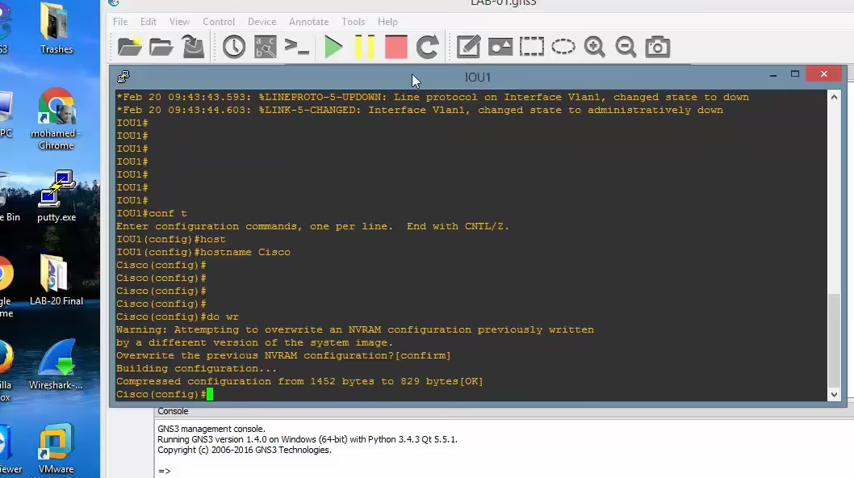 LAB-01.gns3
File Edit View Control Device Annotate Tools Help
IOU1
*Feb 20 09:43:43.593: %LINEPROTO-5-UPDOWN: Line protocol on Interface Vlan1, changed state to down
*Feb 20 09:43:44.603: %LINK-5-CHANGED: Interface Vlan1, changed state to administratively down
IOU1#
IOU1#
IOU1#
IOU1#
IOU1#
IOU1#
IOU1#
IOU1#conf t
Enter configuration commands, one per line.  End with CNTL/Z.
IOU1(config)#host
IOU1(config)#hostname Cisco
Cisco(config)#
Cisco(config)#
Cisco(config)#
Cisco(config)#
Cisco(config)#do wr
Warning: Attempting to overwrite an NVRAM configuration previously written
by a different version of the system image.
Overwrite the previous NVRAM configuration?[confirm]
Building configuration...
Compressed configuration from 1452 bytes to 829 bytes[OK]
Cisco(config)#
Console
GNS3 management console.
Running GNS3 version 1.4.0 on Windows (64-bit) with Python 3.4.3 Qt 5.5.1.
Copyright (c) 2006-2016 GNS3 Technologies.
=>
Trashes
PC
mohamed -
Chrome
Bin
putty.exe
LAB-20 Final
Wireshark-...
VMware